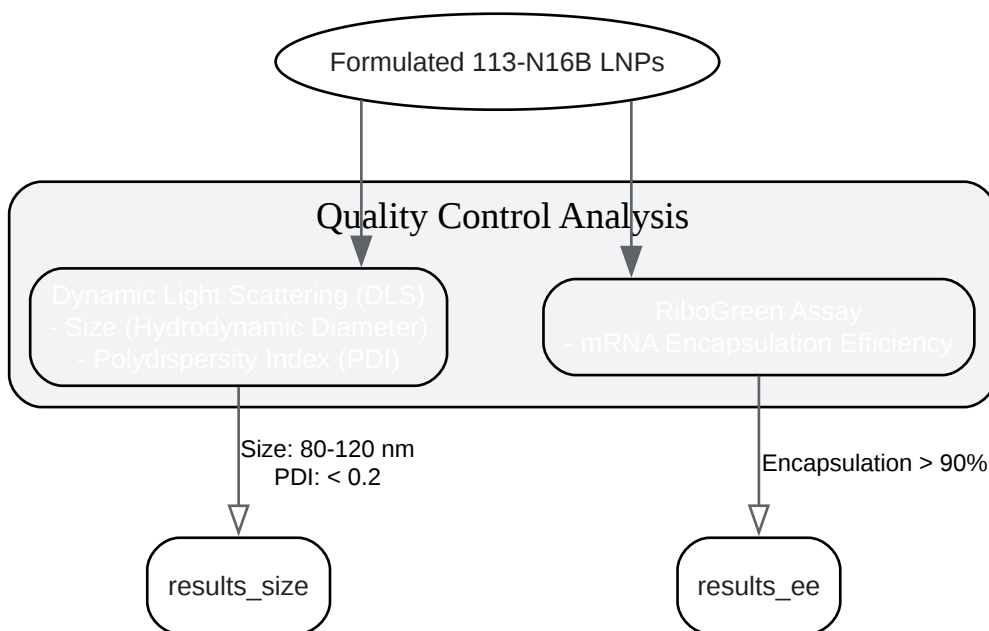 Formulated 113-N16B LNPs
Quality Control Analysis
Dynamic Light Scattering (DLS)
- Size (Hydrodynamic Diameter)
- Polydispersity Index (PDI)
RiboGreen Assay
- mRNA Encapsulation Efficiency
Size: 80-120 nm
PDI: < 0.2
Encapsulation > 90%
results_size
results_ee